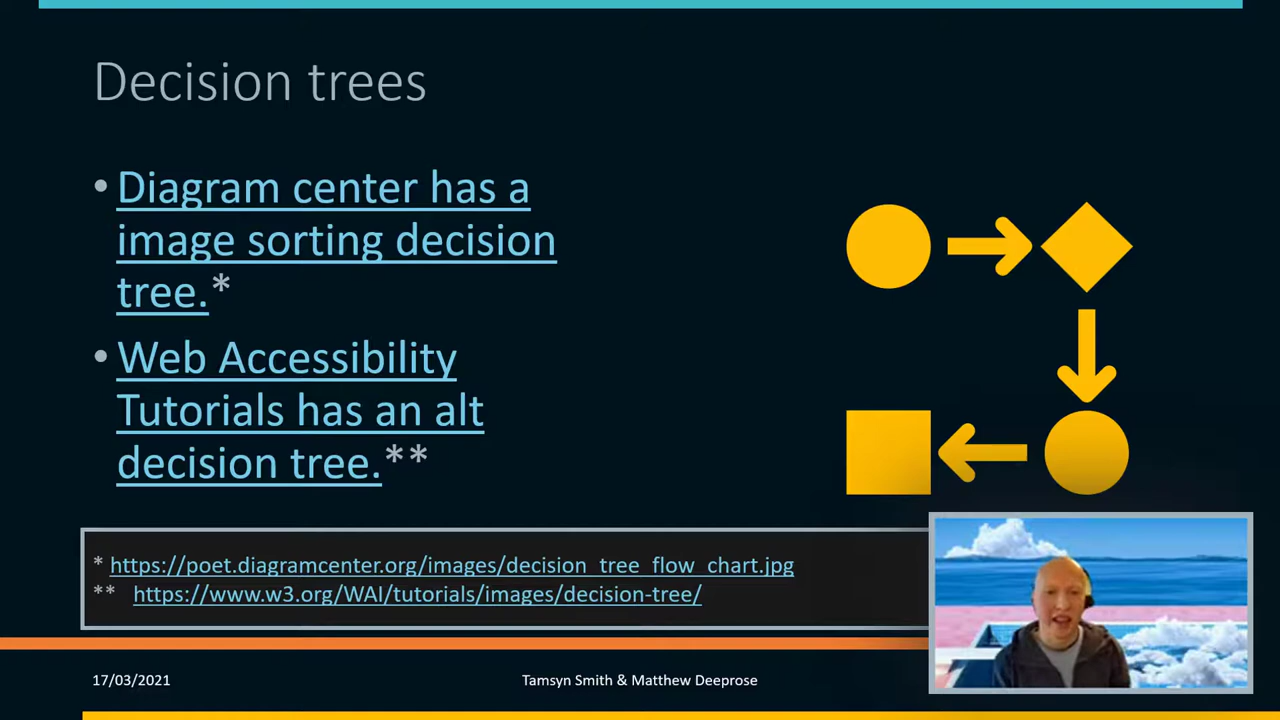 Decision trees
• Diagram center has a
image sorting decision
tree.*
• Web Accessibility
Tutorials has an alt
decision tree.**
* https://poet.diagramcenter.org/images/decision_tree_flow_chart.jpg
** https://www.w3.org/WAI/tutorials/images/decision-tree/
17/03/2021
Tamsyn Smith & Matthew Deeprose